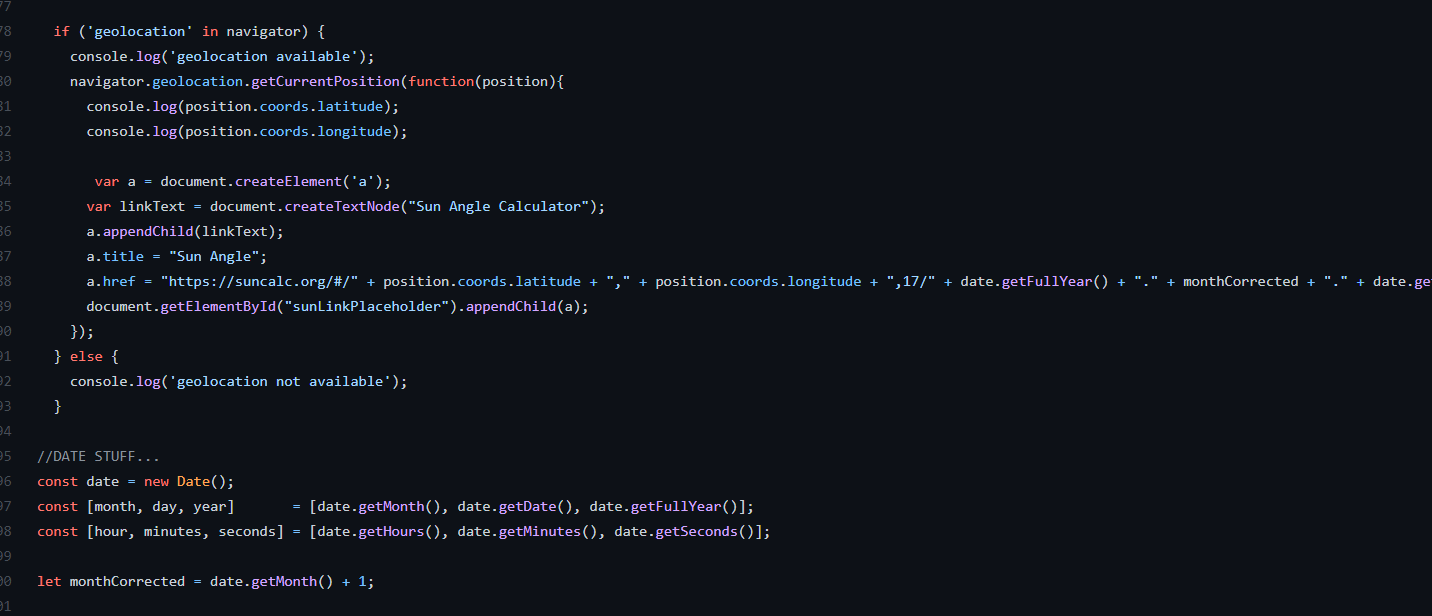 77
78 if ('geolocation' in navigator) {
79 console.log('geolocation available');
80 navigator.geolocation.getCurrentPosition(function(position){
81 console.log(position.coords.latitude);
82 console.log(position.coords.longitude);
83
84 var a = document.createElement('a');
85 var linkText = document.createTextNode("Sun Angle Calculator");
86 a.appendChild(linkText);
87 a.title = "Sun Angle";
88 a.href = "https://suncalc.org/#/" + position.coords.latitude + "," + position.coords.longitude + ",17/" + date.getFullYear() + "." + monthCorrected + "." + date.ge
89 document.getElementById("sunLinkPlaceholder").appendChild(a);
90 });
91 } else {
92 console.log('geolocation not available');
93 }
94
95 //DATE STUFF...
96 const date = new Date();
97 const [month, day, year] = [date.getMonth(), date.getDate(), date.getFullYear()];
98 const [hour, minutes, seconds] = [date.getHours(), date.getMinutes(), date.getSeconds()];
99
00 let monthCorrected = date.getMonth() + 1;
01